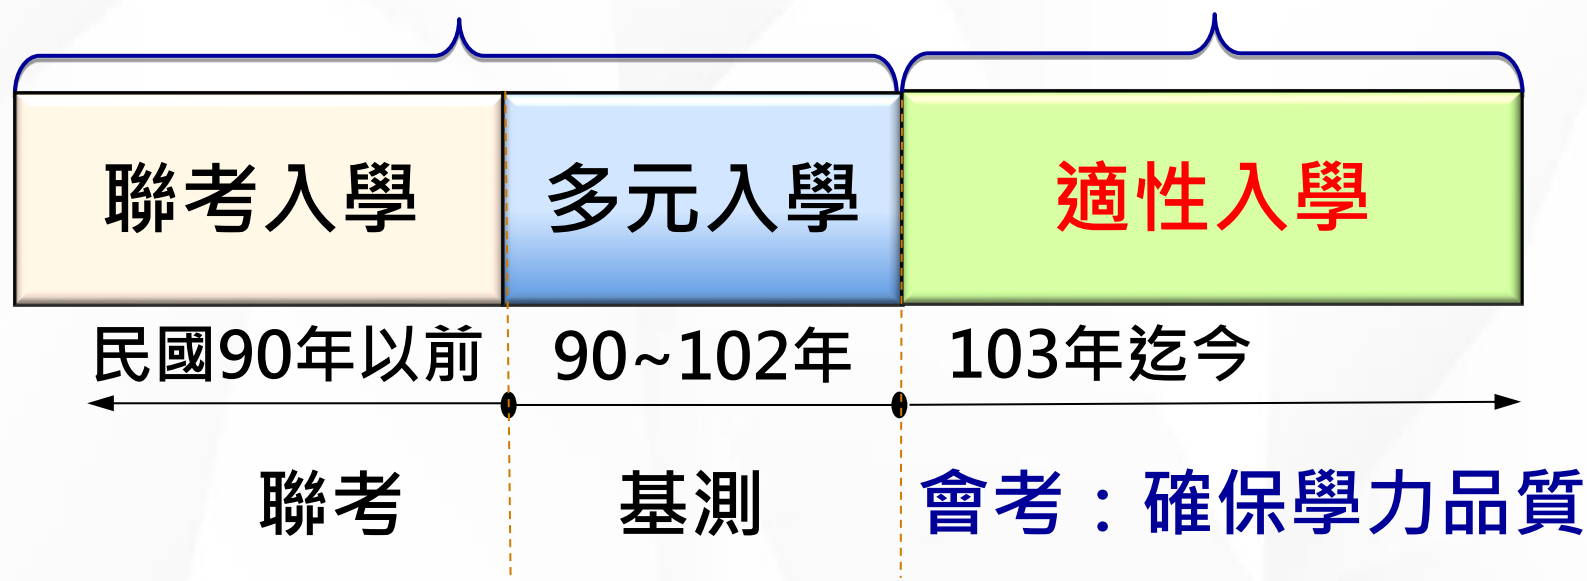 聯考入學 多元入學 適性入學
民國90年以前 90~102年 103年迄今
聯考 基測 會考：確保學力品質